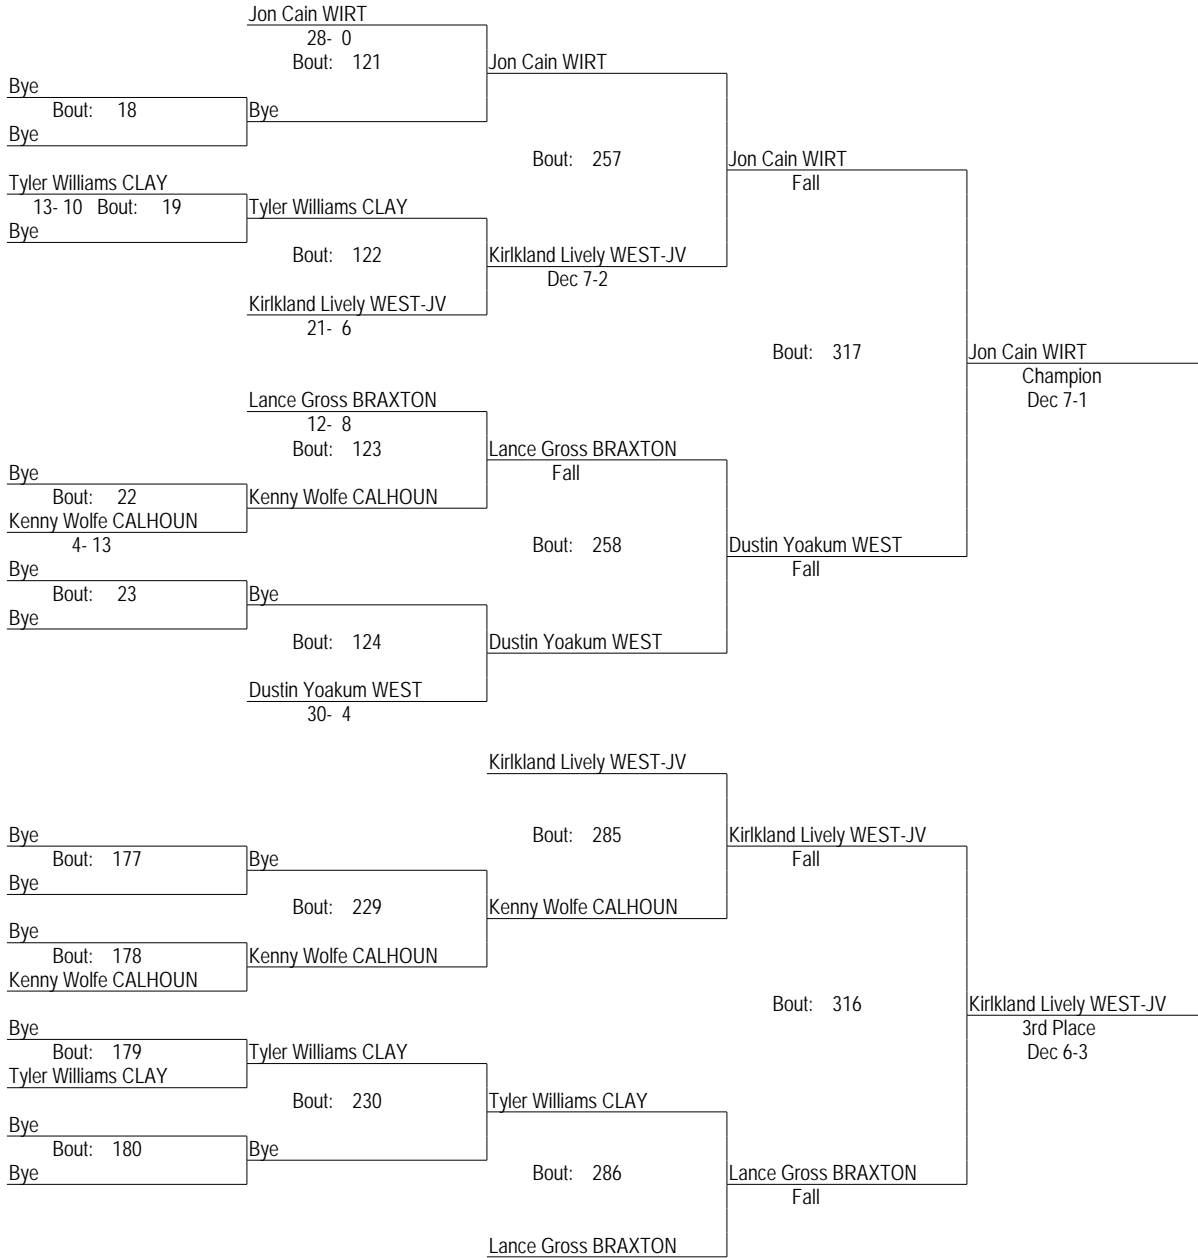 Jon Cain WIRT
28- 0
Bout: 121
Jon Cain WIRT
Bye
Bout: 18
Bye
Bye
Bout: 257
Jon Cain WIRT
Fall
Tyler Williams CLAY
13- 10 Bout: 19
Tyler Williams CLAY
Bye
Bout: 122
Kirlkland Lively WEST-JV
Dec 7-2
Kirlkland Lively WEST-JV
21- 6
Bout: 317
Jon Cain WIRT
Champion
Dec 7-1
Lance Gross BRAXTON
12- 8
Bout: 123
Lance Gross BRAXTON
Fall
Bye
Bout: 22
Kenny Wolfe CALHOUN
Kenny Wolfe CALHOUN
4- 13
Bout: 258
Dustin Yoakum WEST
Fall
Bye
Bout: 23
Bye
Bye
Bout: 124
Dustin Yoakum WEST
Dustin Yoakum WEST
30- 4
Kirlkland Lively WEST-JV
Bye
Bout: 177
Bye
Bye
Bout: 285
Kirlkland Lively WEST-JV
Fall
Bout: 229
Kenny Wolfe CALHOUN
Bye
Bout: 178
Kenny Wolfe CALHOUN
Kenny Wolfe CALHOUN
Bout: 316
Kirlkland Lively WEST-JV
3rd Place
Dec 6-3
Bye
Bout: 179
Tyler Williams CLAY
Tyler Williams CLAY
Bout: 230
Tyler Williams CLAY
Bye
Bout: 180
Bye
Bye
Bout: 286
Lance Gross BRAXTON
Fall
Lance Gross BRAXTON